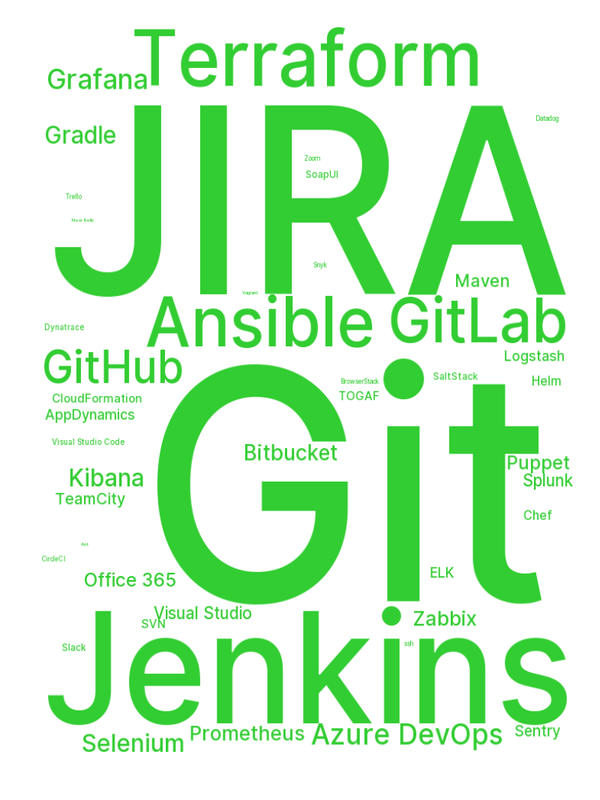 Terraform
Grafana
JIRA
Datadog
Gradle
Zoom
SoapUI
Trello
Snyk
Maven
Vagrant
Ansible
GitLab
Dynatrace
GitHub
Logstash
Git
BrowserStack
SaltStack
Helm
TOGAF
CloudFormation
AppDynamics
Visual Studio Code
Bitbucket
Puppet
Kibana
Splunk
TeamCity
Chef
CircleCI
ELK
Office 365
Visual Studio
SVN
Zabbix
Jenkins
ssh
Slack
Prometheus
Azure DevOps
Sentry
Selenium